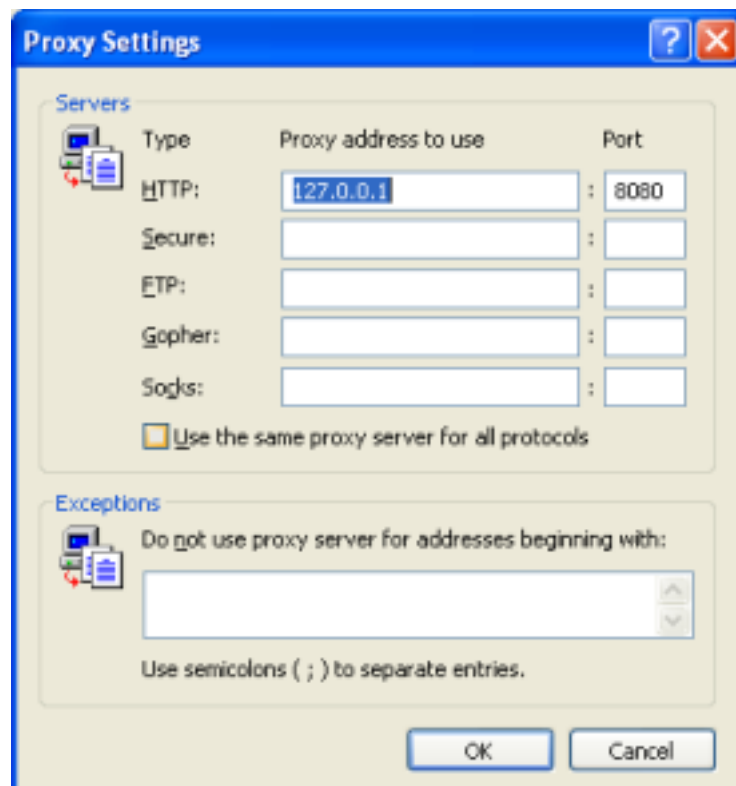 Proxy Settings
Servers
Type Proxy address to use Port
HTTP: 127.0.0.1 : 8080
Secure: :
FTP: :
Gopher: :
Socks: :
Use the same proxy server for all protocols
Exceptions
Do not use proxy server for addresses beginning with:
Use semicolons ( ; ) to separate entries.
OK Cancel